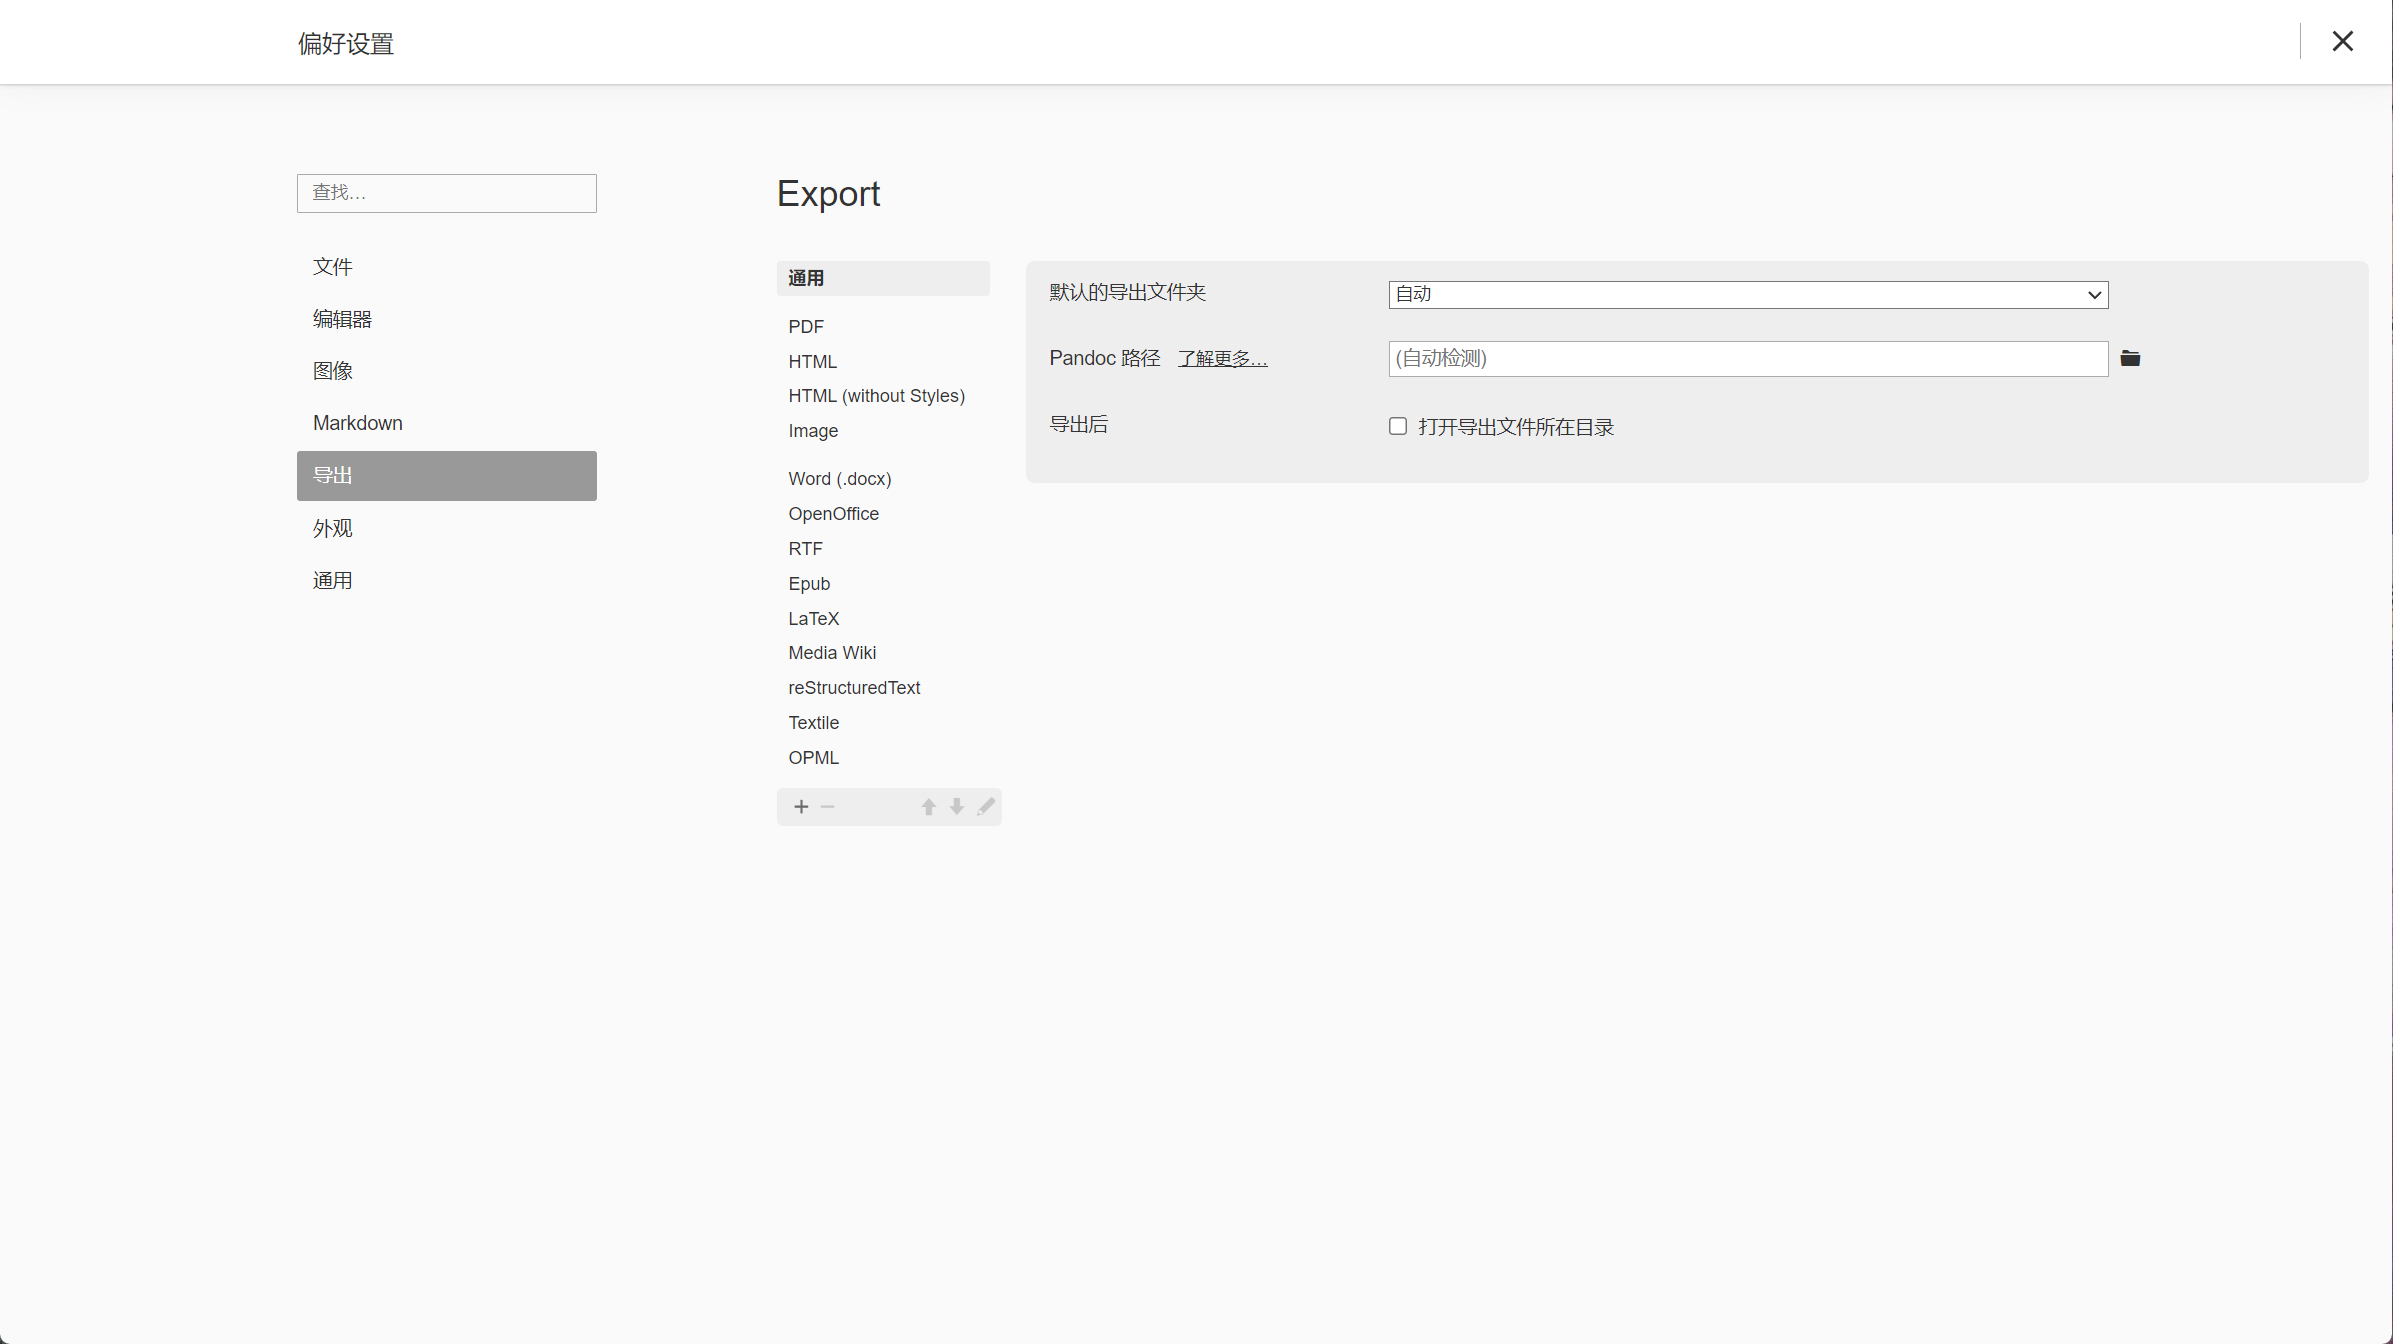 偏好设置
查找...
文件
编辑器
图像
Markdown
导出
外观
通用
Export
通用
PDF
HTML
HTML (without Styles)
Image
Word (.docx)
OpenOffice
RTF
Epub
LaTeX
Media Wiki
reStructuredText
Textile
OPML
默认的导出文件夹
自动
Pandoc 路径 了解更多...
(自动检测)
导出后
打开导出文件所在目录